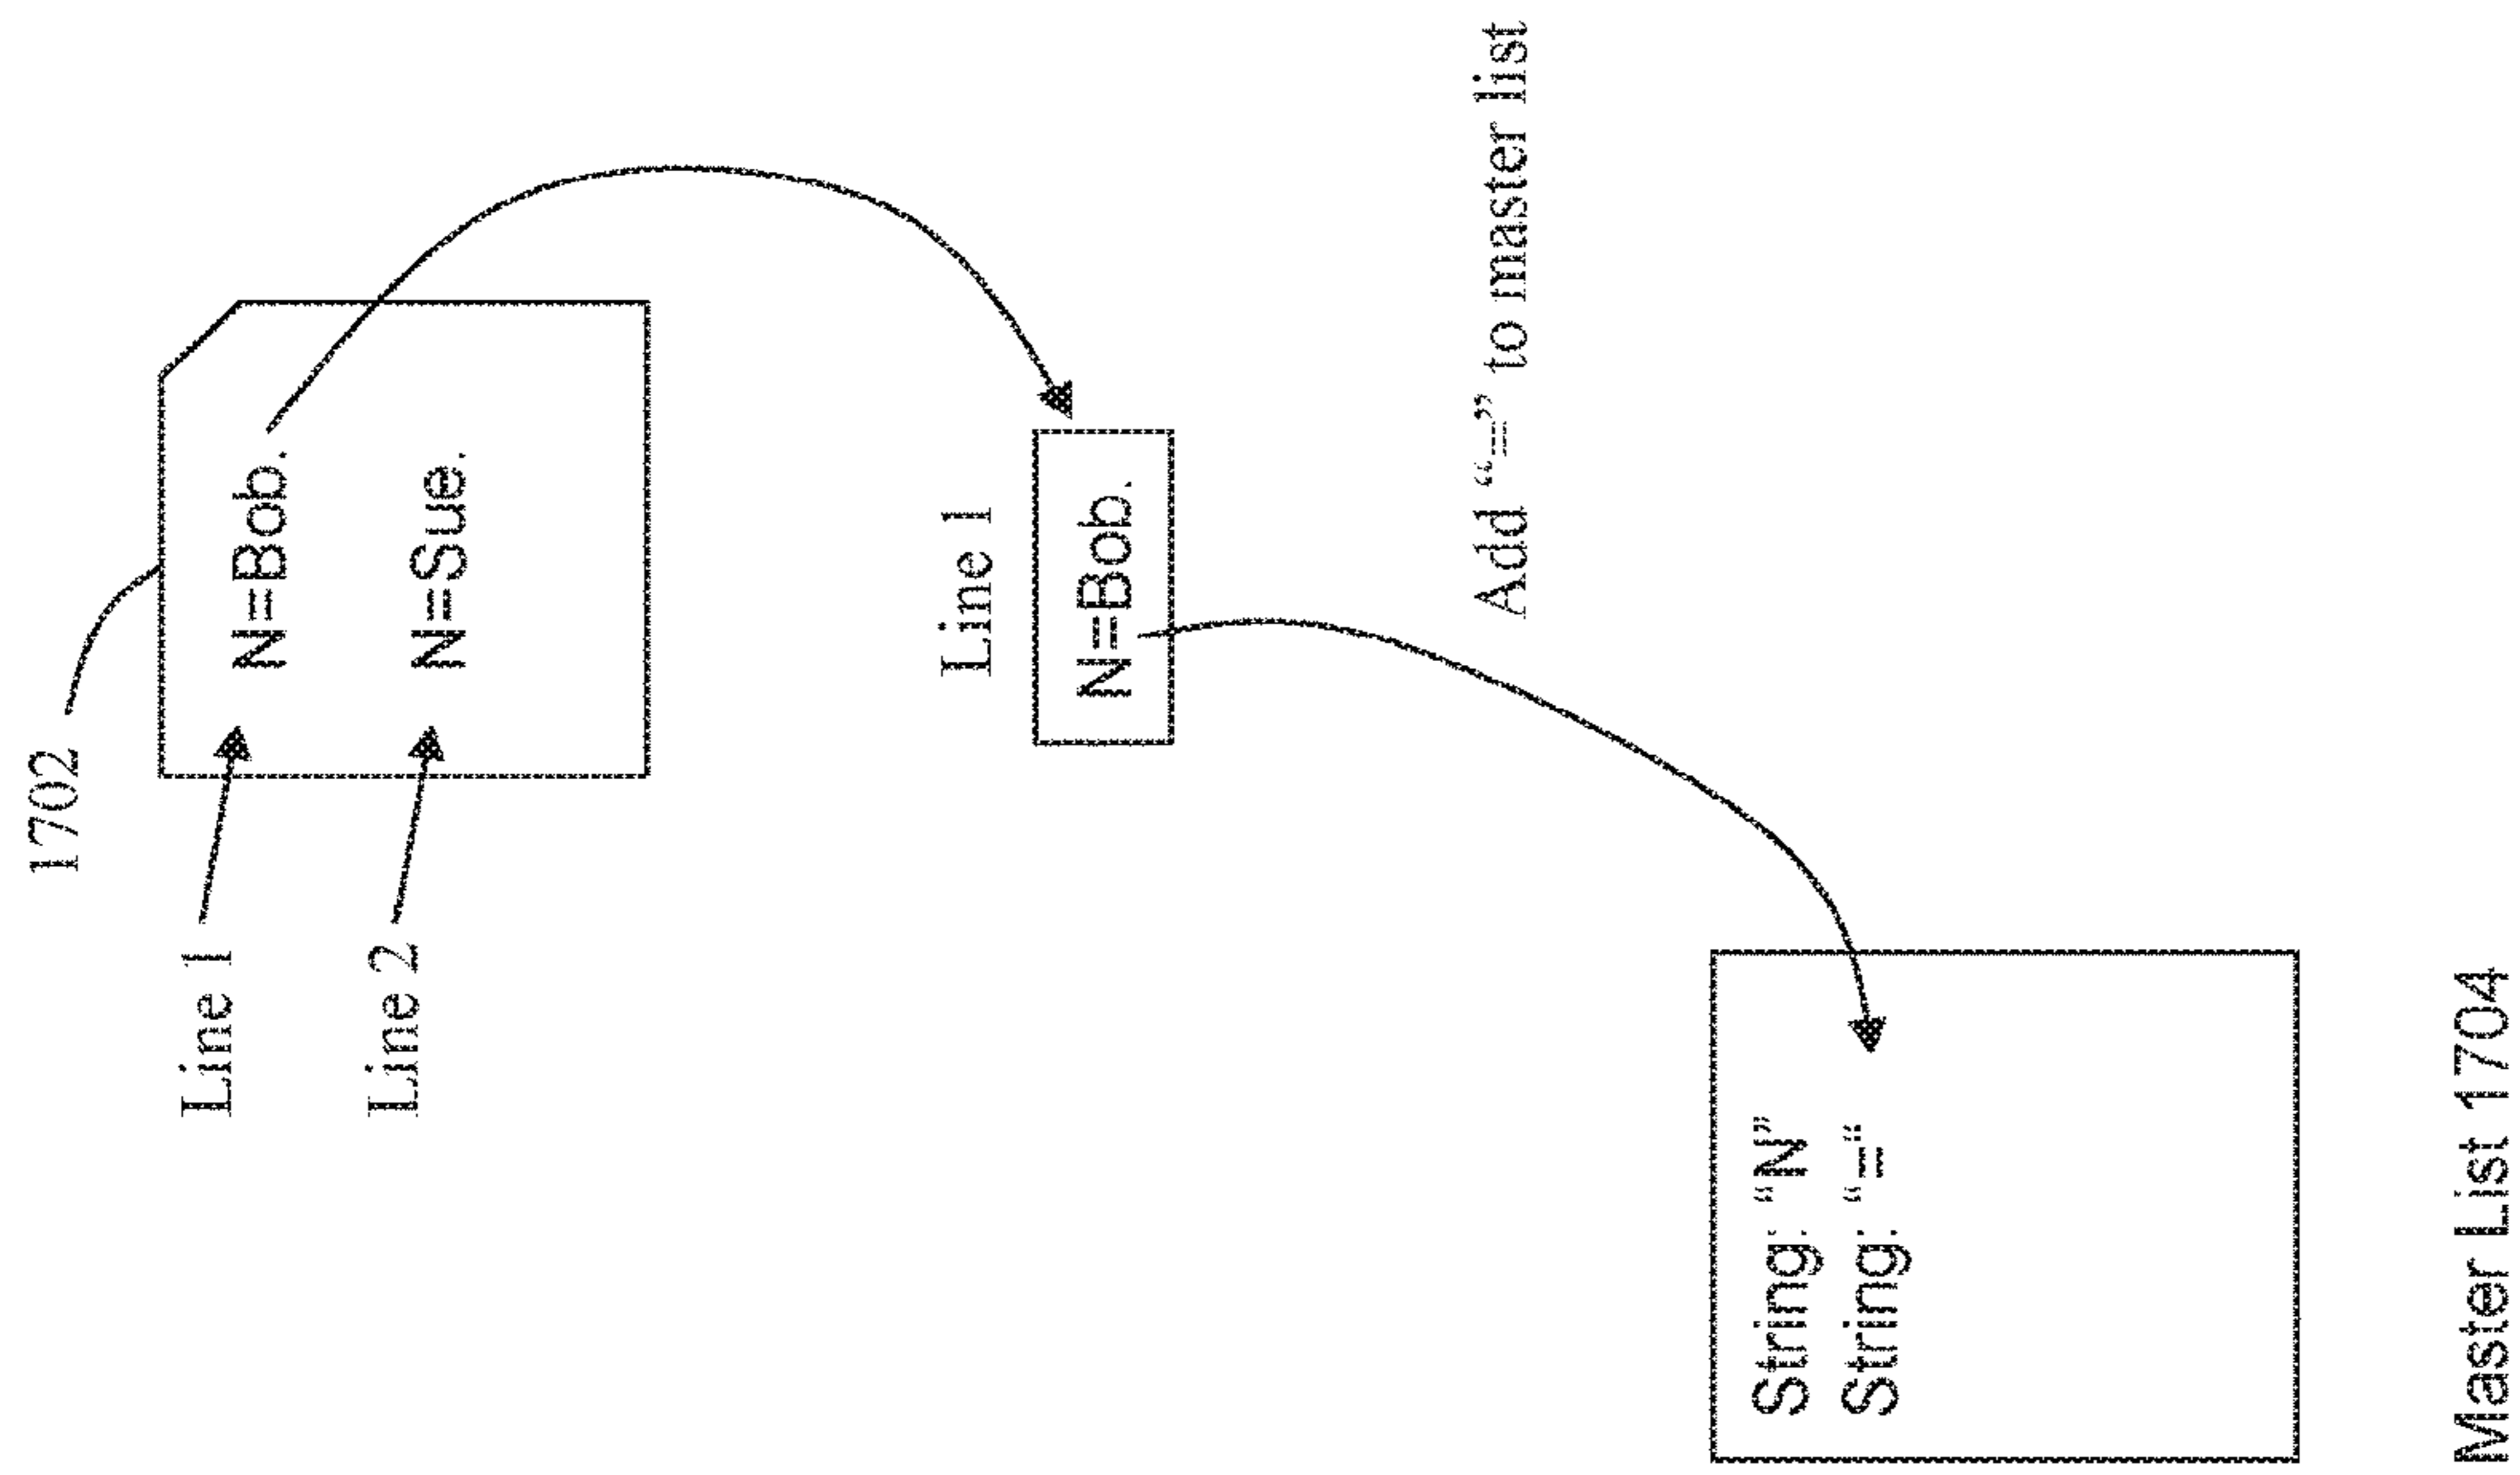 1702
Line 1
N=Bob.
Line 2
N=Sue.
Line 1
N=Bob.
Add “=” to master list
String: “N”
String: “=“
Master List 1704